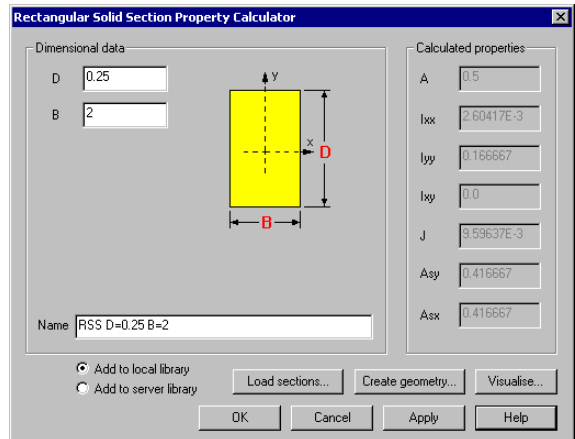 Rectangular Solid Section Property Calculator
Dimensional data
D 0.25
B 2
y
x
D
B
Name RSS D=0.25 B=2
Calculated properties
A 0.5
Ixx 2.60417E-3
Iyy 0.166667
Ixy 0.0
J 9.59637E-3
Asy 0.416667
Asx 0.416667
Add to local library
Add to server library
Load sections...
Create geometry...
Visualise...
OK
Cancel
Apply
Help